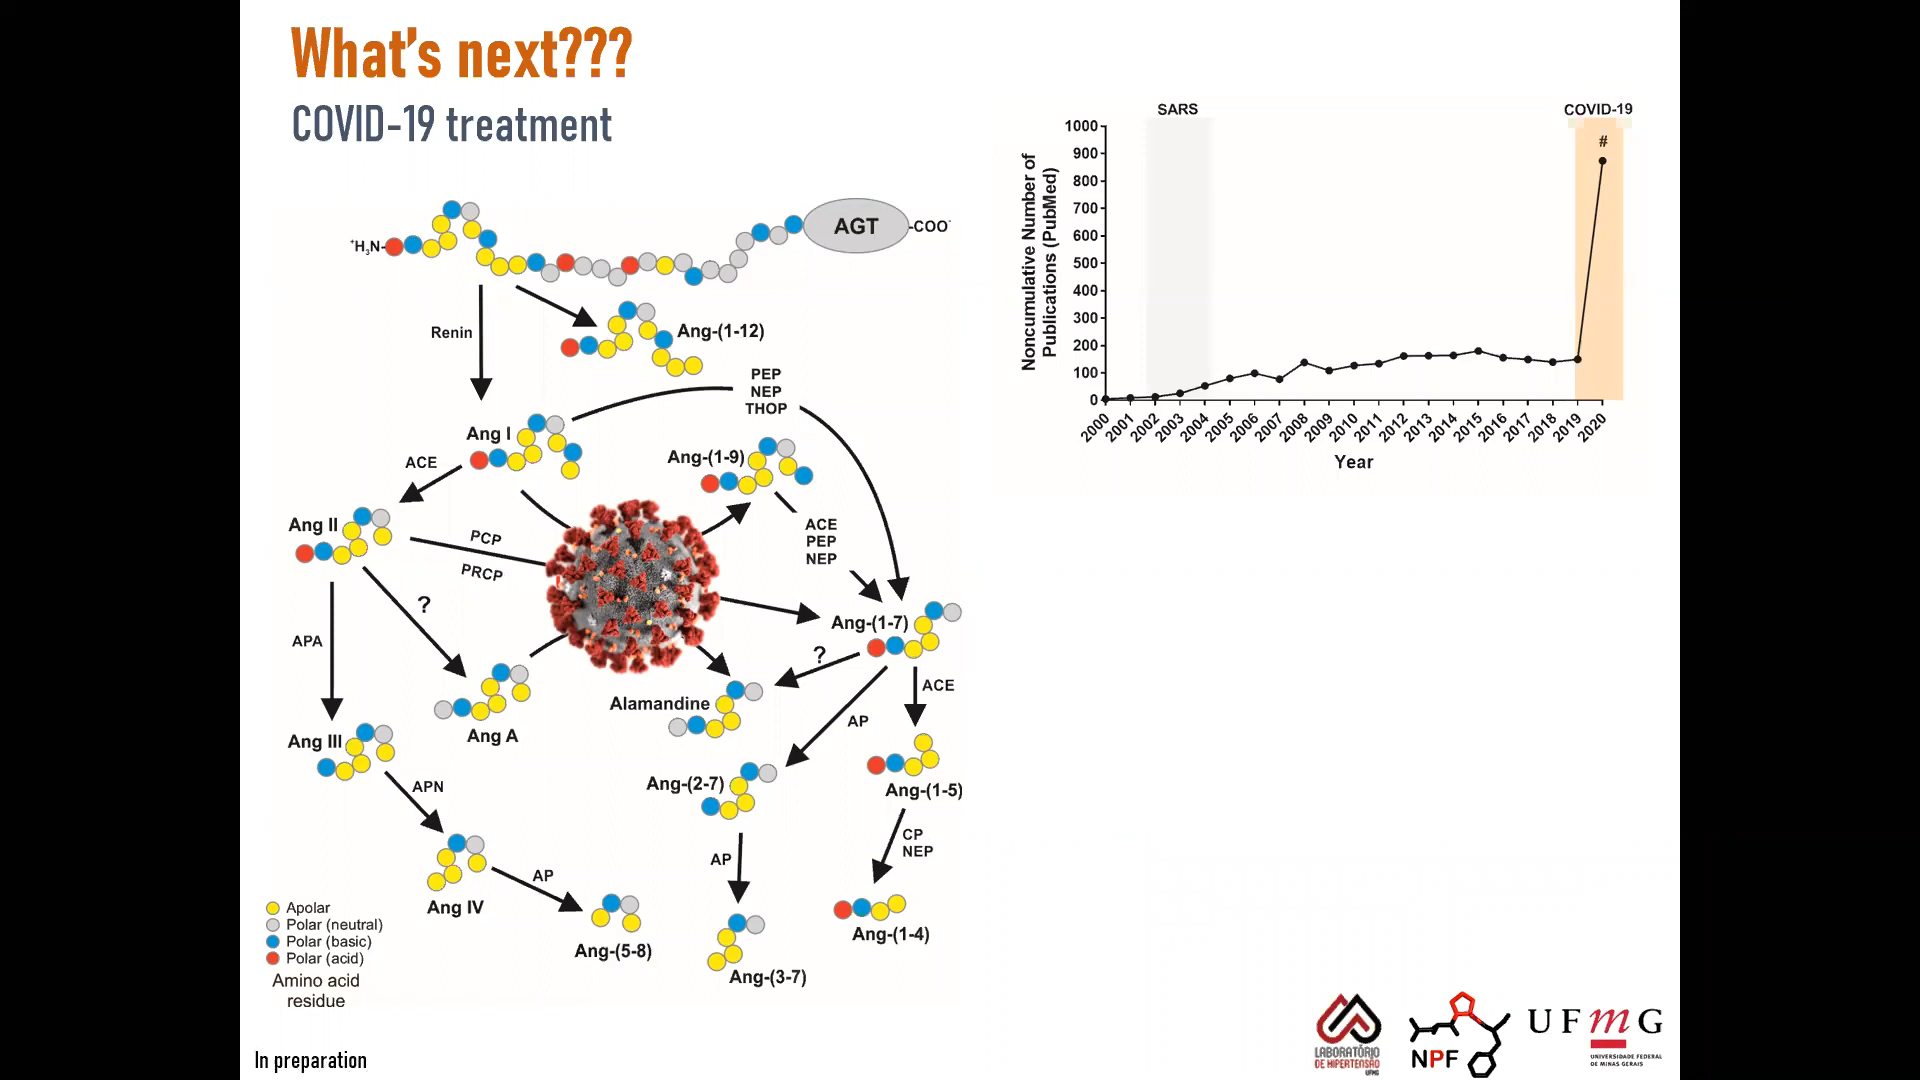 What's next???
COVID-19 treatment
+H3N-
AGT
-COO-
Renin
Ang-(1-12)
PEP
NEP
THOP
Ang I
ACE
Ang-(1-9)
ACE
PEP
NEP
Ang II
PCP
PRCP
?
APA
Ang-(1-7)
?
ACE
Alamandine
AP
Ang A
Ang III
APN
Ang-(2-7)
Ang-(1-5)
CP
NEP
AP
AP
Ang IV
Ang-(5-8)
Ang-(1-4)
Ang-(3-7)
Apolar
Polar (neutral)
Polar (basic)
Polar (acid)
Amino acid
residue
In preparation
SARS
COVID-19
#
Noncumulative Number of
Publications (PubMed)
1000
900
800
700
600
500
400
300
200
100
0
2000 2001 2002 2003 2004 2005 2006 2007 2008 2009 2010 2011 2012 2013 2014 2015 2016 2017 2018 2019 2020
Year
LABORATÓRIO
DE HIPERTENSÃO
UFMG
NPF
UFmG
UNIVERSIDADE FEDERAL
DE MINAS GERAIS